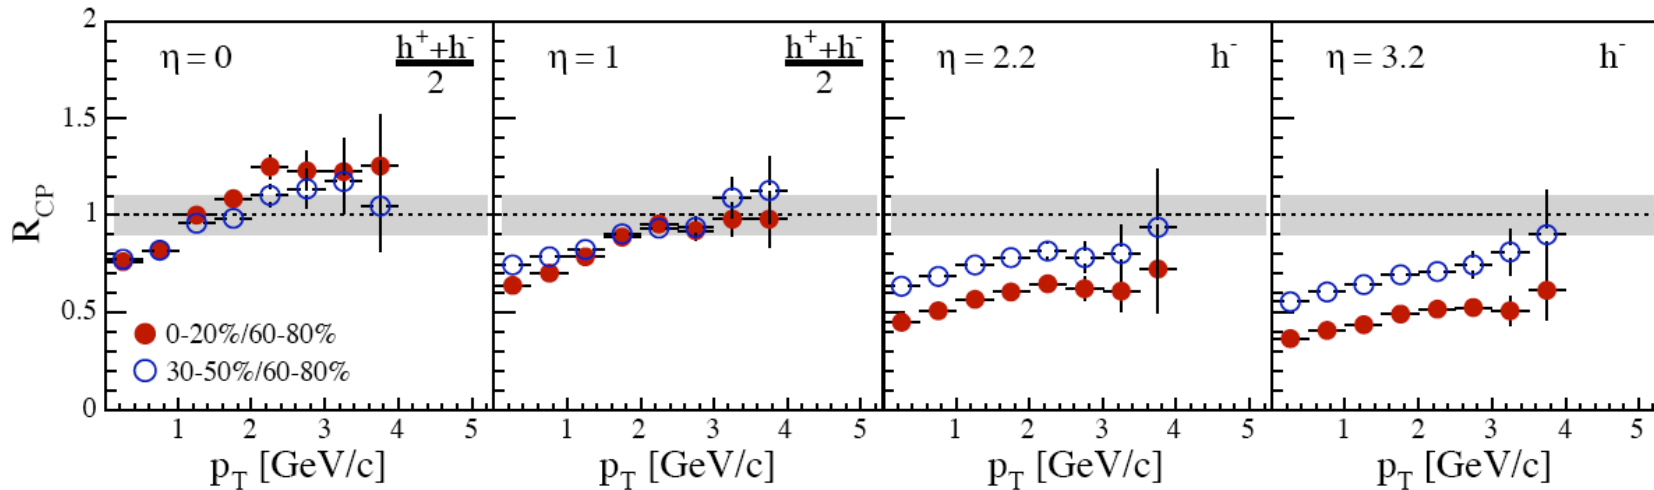 2
1.5
1
0.5
0
R_CP
η = 0
h⁺+h⁻
2
0-20%/60-80%
30-50%/60-80%
1 2 3 4 5
p_T [GeV/c]
η = 1
h⁺+h⁻
2
1 2 3 4 5
p_T [GeV/c]
η = 2.2
h⁻
1 2 3 4 5
p_T [GeV/c]
η = 3.2
h⁻
1 2 3 4 5
p_T [GeV/c]